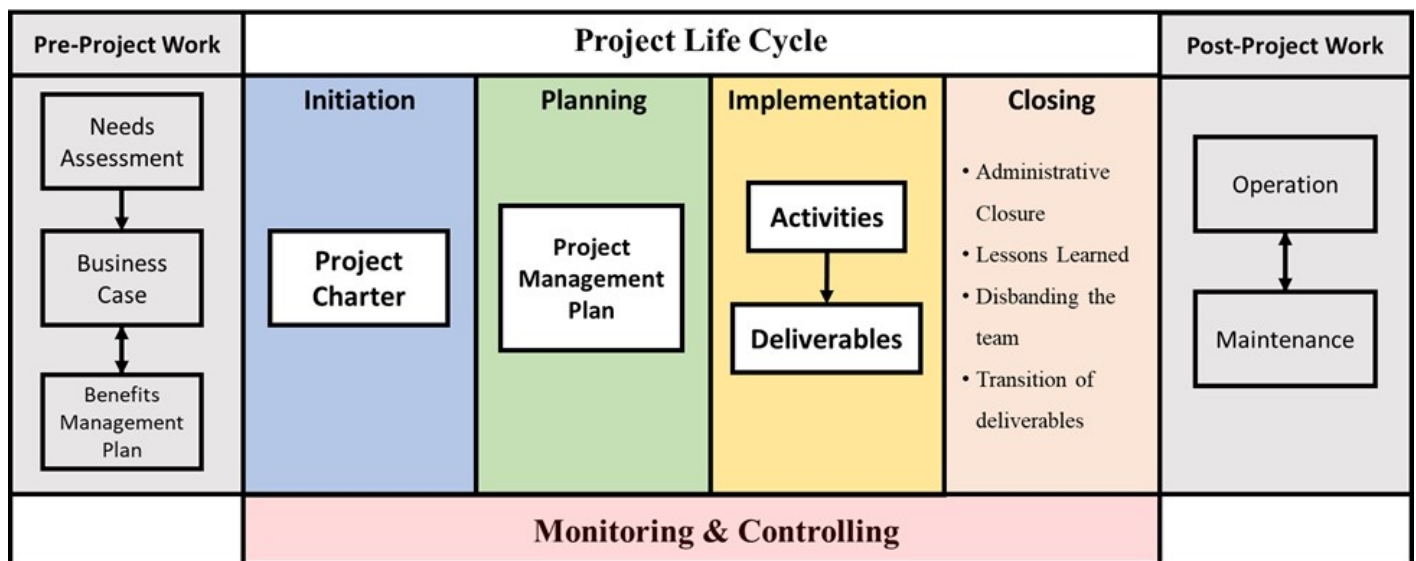 Pre-Project Work
Project Life Cycle
Post-Project Work
Needs
Assessment
Business
Case
Benefits
Management
Plan
Initiation
Project
Charter
Planning
Project
Management
Plan
Implementation
Activities
Deliverables
Closing
• Administrative
Closure
• Lessons Learned
• Disbanding the
team
• Transition of
deliverables
Operation
Maintenance
Monitoring & Controlling